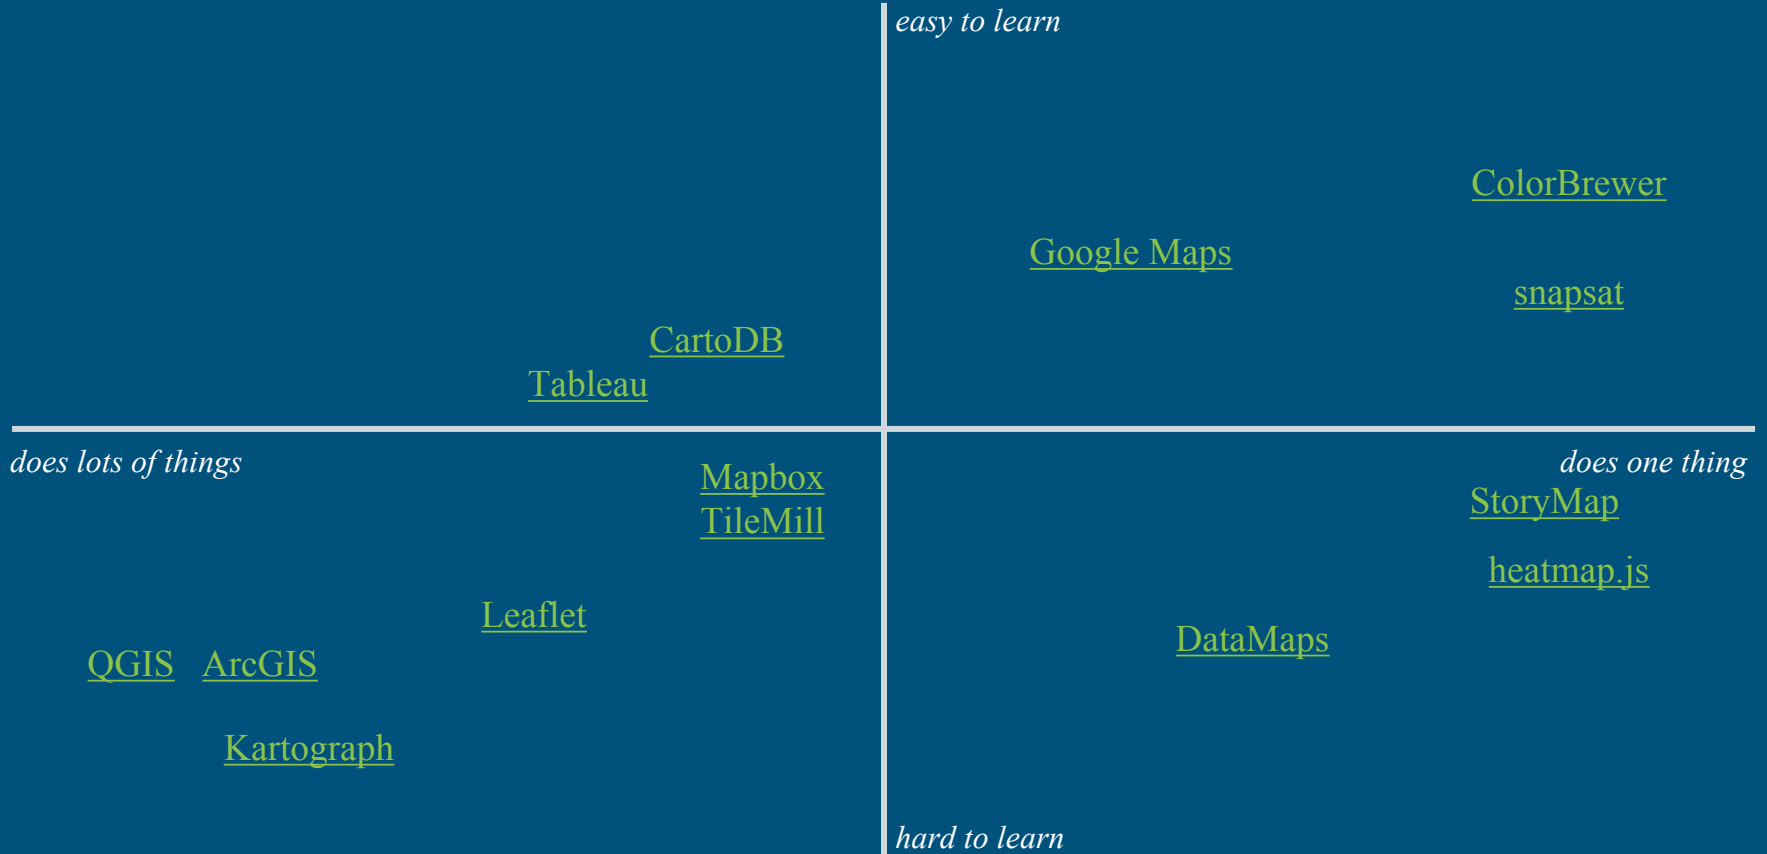 easy to learn
ColorBrewer
Google Maps
snapsat
CartoDB
Tableau
does lots of things
does one thing
Mapbox
TileMill
StoryMap
heatmap.js
Leaflet
DataMaps
QGIS ArcGIS
Kartograph
hard to learn